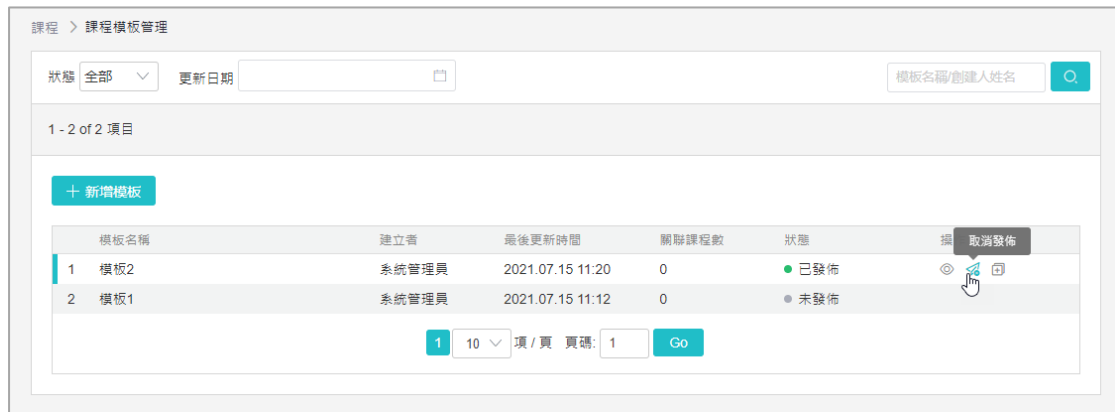 課程 > 課程模板管理
狀態 全部 更新日期 模板名稱/創建人姓名
1 - 2 of 2 項目
+ 新增模板
取消發佈
模板名稱 建立者 最後更新時間 關聯課程數 狀態 操
1 模板2 系統管理員 2021.07.15 11:20 0 已發佈
2 模板1 系統管理員 2021.07.15 11:12 0 未發佈
1 10 項 / 頁 頁碼: 1 Go